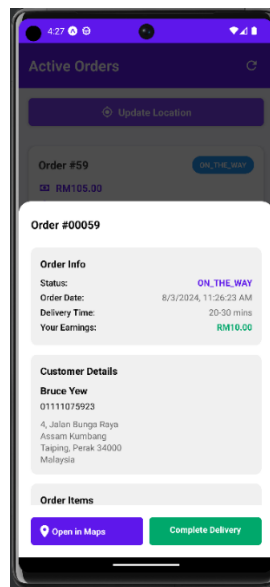 4:27
Active Orders
Update Location
Order #59
ON_THE_WAY
RM105.00
Order #00059
Order Info
Status: ON_THE_WAY
Order Date: 8/3/2024, 11:26:23 AM
Delivery Time: 20-30 mins
Your Earnings: RM10.00
Customer Details
Bruce Yew
01111075923
4, Jalan Bunga Raya
Assam Kumbang
Taiping, Perak 34000
Malaysia
Order Items
Open in Maps
Complete Delivery